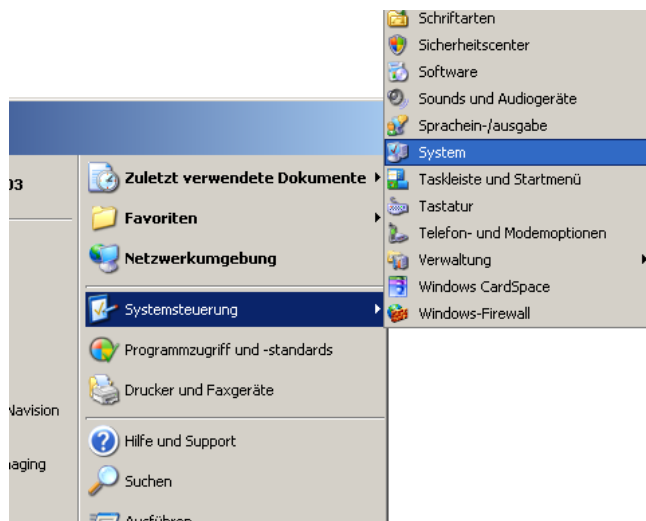 Schriftarten
Sicherheitscenter
Software
Sounds und Audiogeräte
Sprachein-/ausgabe
System
Taskleiste und Startmenü
Tastatur
Telefon- und Modemoptionen
Verwaltung
Windows CardSpace
Windows-Firewall
03
Zuletzt verwendete Dokumente
Favoriten
Netzwerkumgebung
Systemsteuerung
Programmzugriff und -standards
Drucker und Faxgeräte
Navision
Hilfe und Support
aging
Suchen
Ausführen